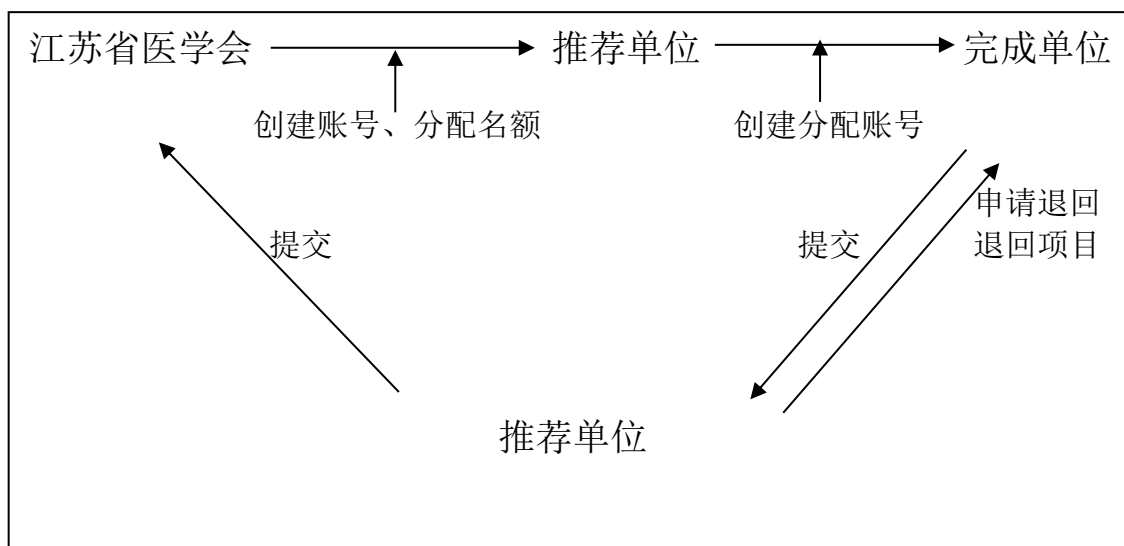 江苏省医学会
推荐单位
完成单位
创建账号、分配名额
创建分配账号
提交
提交
申请退回
退回项目
推荐单位